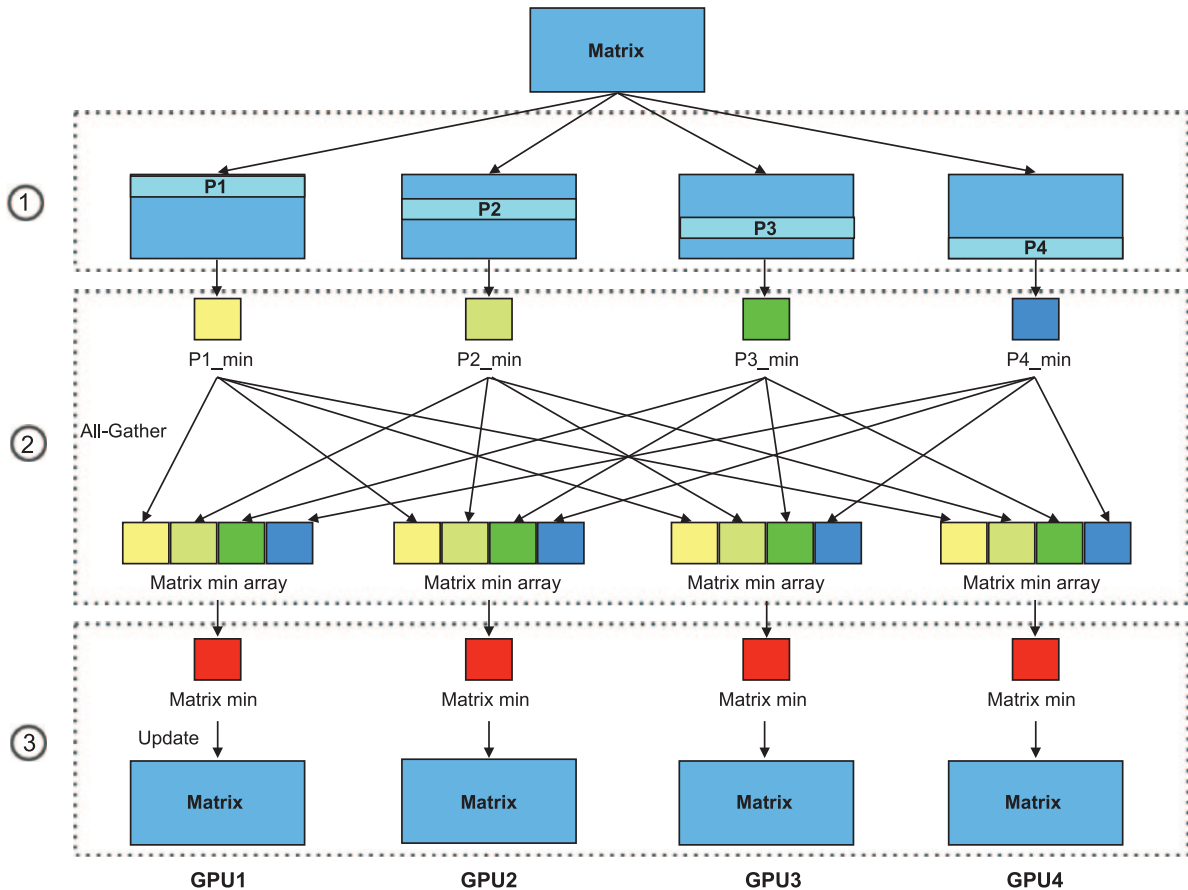 Matrix
1
P1
P2
P3
P4
P1_min
P2_min
P3_min
P4_min
2
All-Gather
Matrix min array
Matrix min array
Matrix min array
Matrix min array
Matrix min
Matrix min
Matrix min
Matrix min
3
Update
Matrix
Matrix
Matrix
Matrix
GPU1
GPU2
GPU3
GPU4